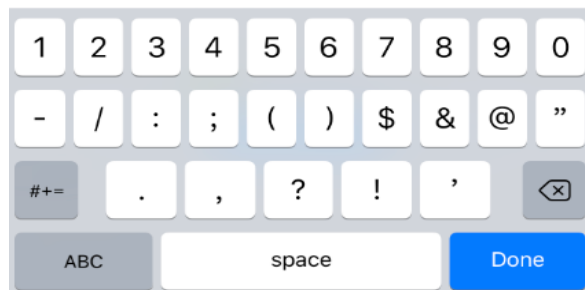 1 2 3 4 5 6 7 8 9 0
- / : ; ( ) $ & @ ”
#+= . , ? ! ’
ABC space Done